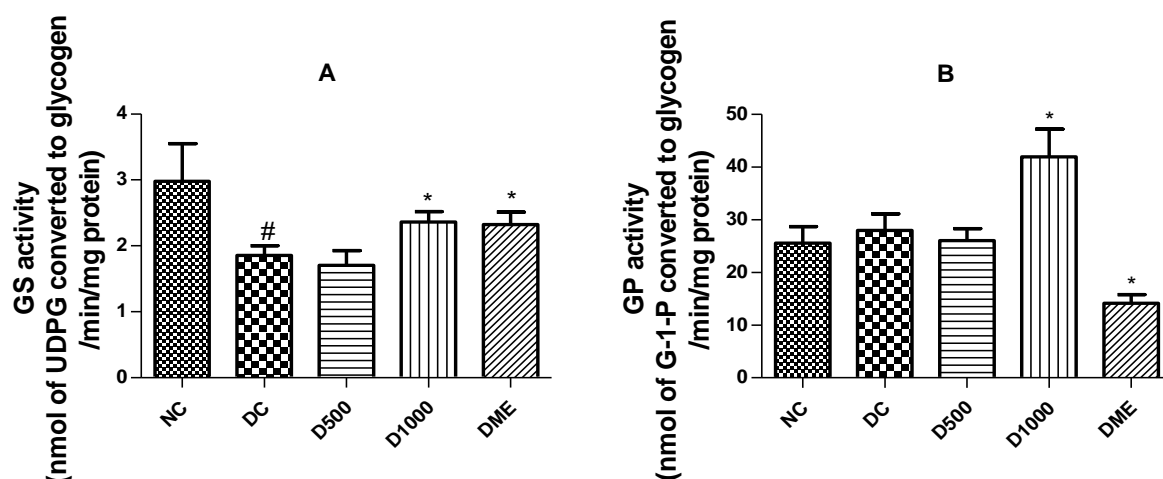 A
GS activity
(nmol of UDPG converted to glycogen
/min/mg protein)
4
3
2
1
0
#
*
*
NC
DC
D500
D1000
DME
B
GP activity
(nmol of G-1-P converted to glycogen
/min/mg protein)
50
40
30
20
10
0
*
*
NC
DC
D500
D1000
DME